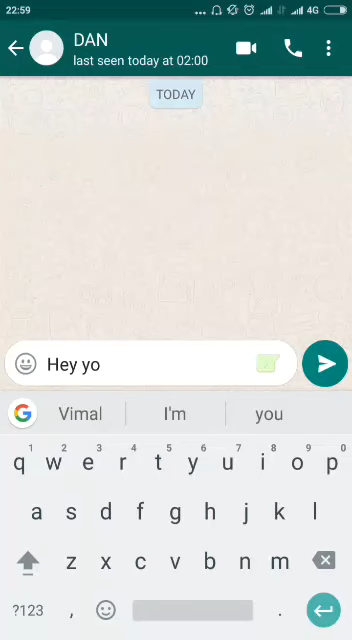 22:59 ... 4G
DAN
last seen today at 02:00
TODAY
Hey yo
G Vimal I'm you
1 2 3 4 5 6 7 8 9 0
q w e r t y u i o p
a s d f g h j k l
z x c v b n m
?123 , .